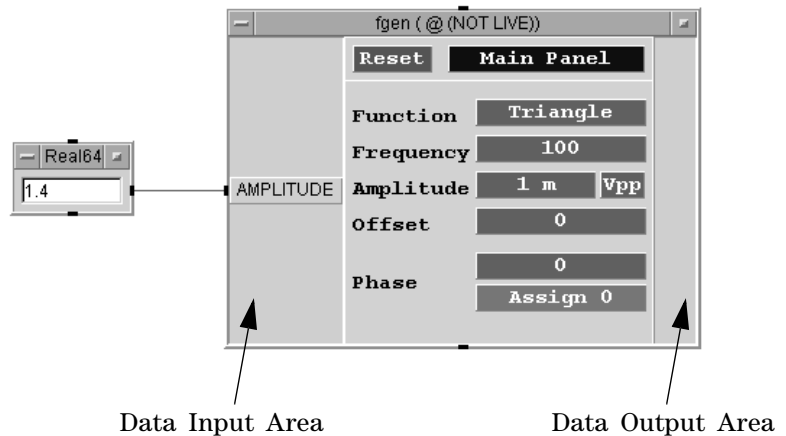 fgen ( @ (NOT LIVE))
Reset Main Panel
Function Triangle
Frequency 100
Real64
1.4
AMPLITUDE Amplitude 1 m Vpp
Offset 0
Phase 0
Assign 0
Data Input Area Data Output Area